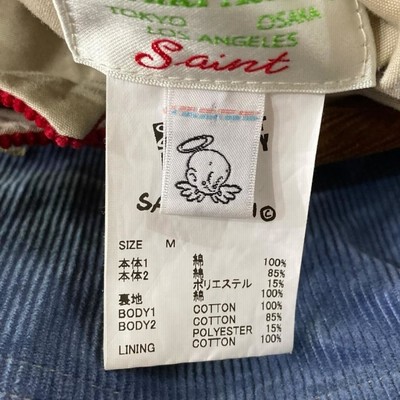 TOKYO OSAKA
LOS ANGELES
Saint
SIZE M
本体1 綿 100%
本体2 綿 85%
ポリエステル 15%
裏地 綿 100%
BODY1 COTTON 100%
BODY2 COTTON 85%
POLYESTER 15%
LINING COTTON 100%